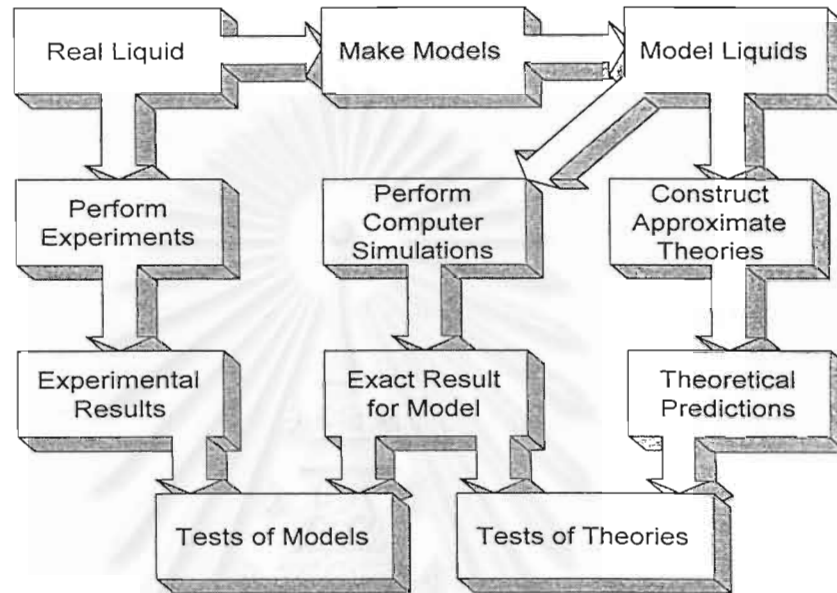 Real Liquid
Make Models
Model Liquids
Perform
Experiments
Perform
Computer
Simulations
Construct
Approximate
Theories
Experimental
Results
Exact Result
for Model
Theoretical
Predictions
Tests of Models
Tests of Theories